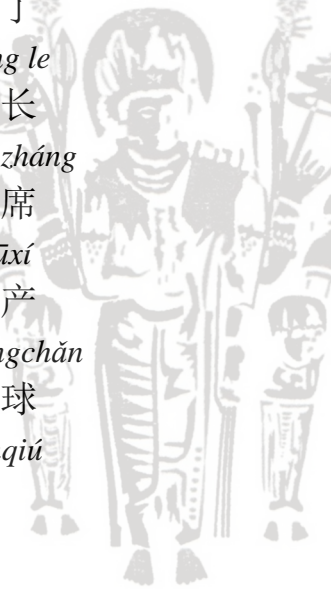 了
ng le
长
zháng
席
ūxí
产
ngchǎn
球
qiú